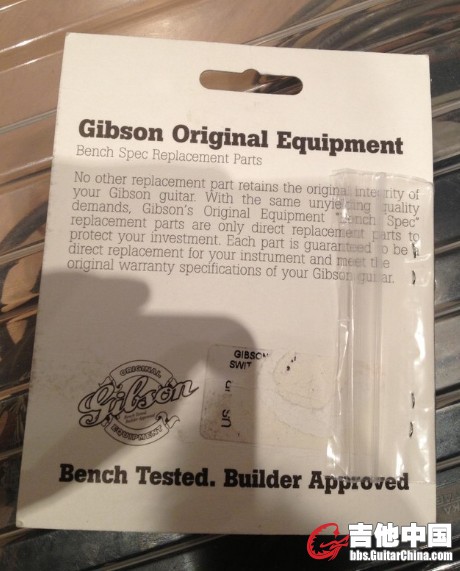 Gibson Original Equipment
Bench Spec Replacement Parts
No other replacement part retains the original integrity of
your Gibson guitar. With the same unyielding quality
demands, Gibson's Original Equipment "Bench Spec"
replacement parts are only direct replacement parts to
protect your investment. Each part is guaranteed to be a
direct replacement for your instrument and meet the
original warranty specifications of your Gibson guitar.
ORIGINAL
Gibson
EQUIPMENT
GIBSON
SWIT
Bench Tested. Builder Approved
吉他中国
bbs.GuitarChina.com